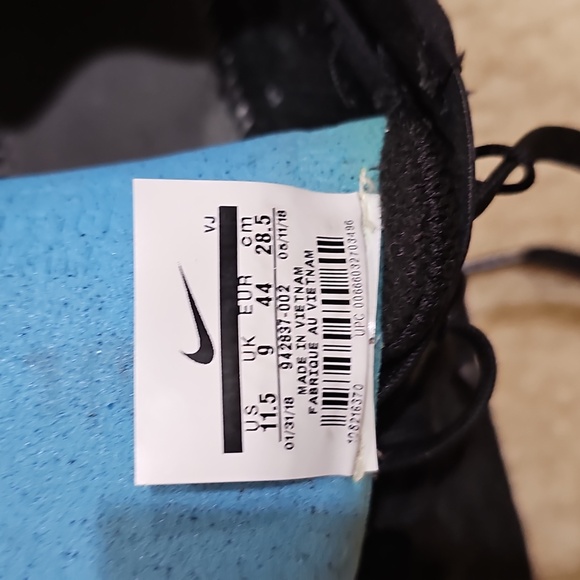 VJ
US UK EUR cm
11.5 9 44 28.5
01/31/18 942837-002 05/11/18
MADE IN VIETNAM
FABRIQUE AU VIETNAM
UPC 00666032703496